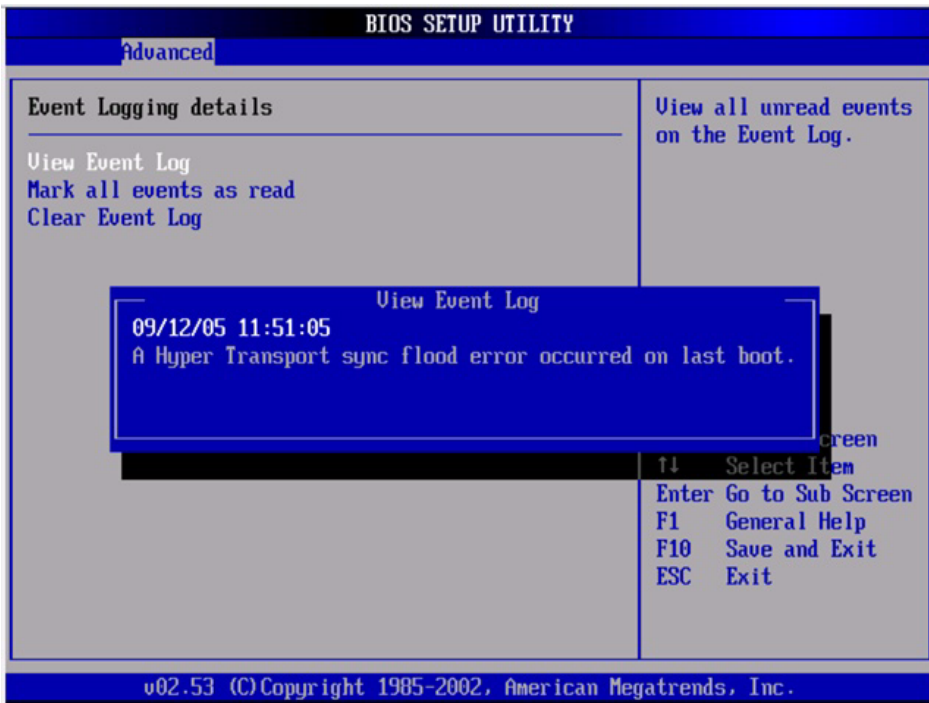 BIOS SETUP UTILITY
Advanced
Event Logging details
View Event Log
Mark all events as read
Clear Event Log
View all unread events
on the Event Log.
View Event Log
09/12/05 11:51:05
A Hyper Transport sync flood error occurred on last boot.
↑↓ Select Item
Enter Go to Sub Screen
F1 General Help
F10 Save and Exit
ESC Exit
v02.53 (C)Copyright 1985-2002, American Megatrends, Inc.